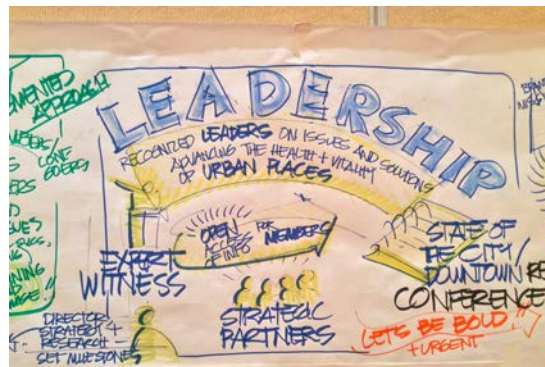 MENTED
APPROACH
LEADERSHIP
RECOGNIZED LEADERS ON ISSUES AND SOLUTIONS
ADVANCING THE HEALTH + VITALITY
OF URBAN PLACES
OPEN
ACCESS
OF INFO
FOR
MEMBERS
EXPERT
WITNESS
STRATEGIC
PARTNERS
STATE OF
THE CITY/
DOWNTOWN
CONFERENCE
LET'S BE BOLD
+ URGENT
DIRECTOR
STRATEGY +
RESEARCH
SET MILESTONES